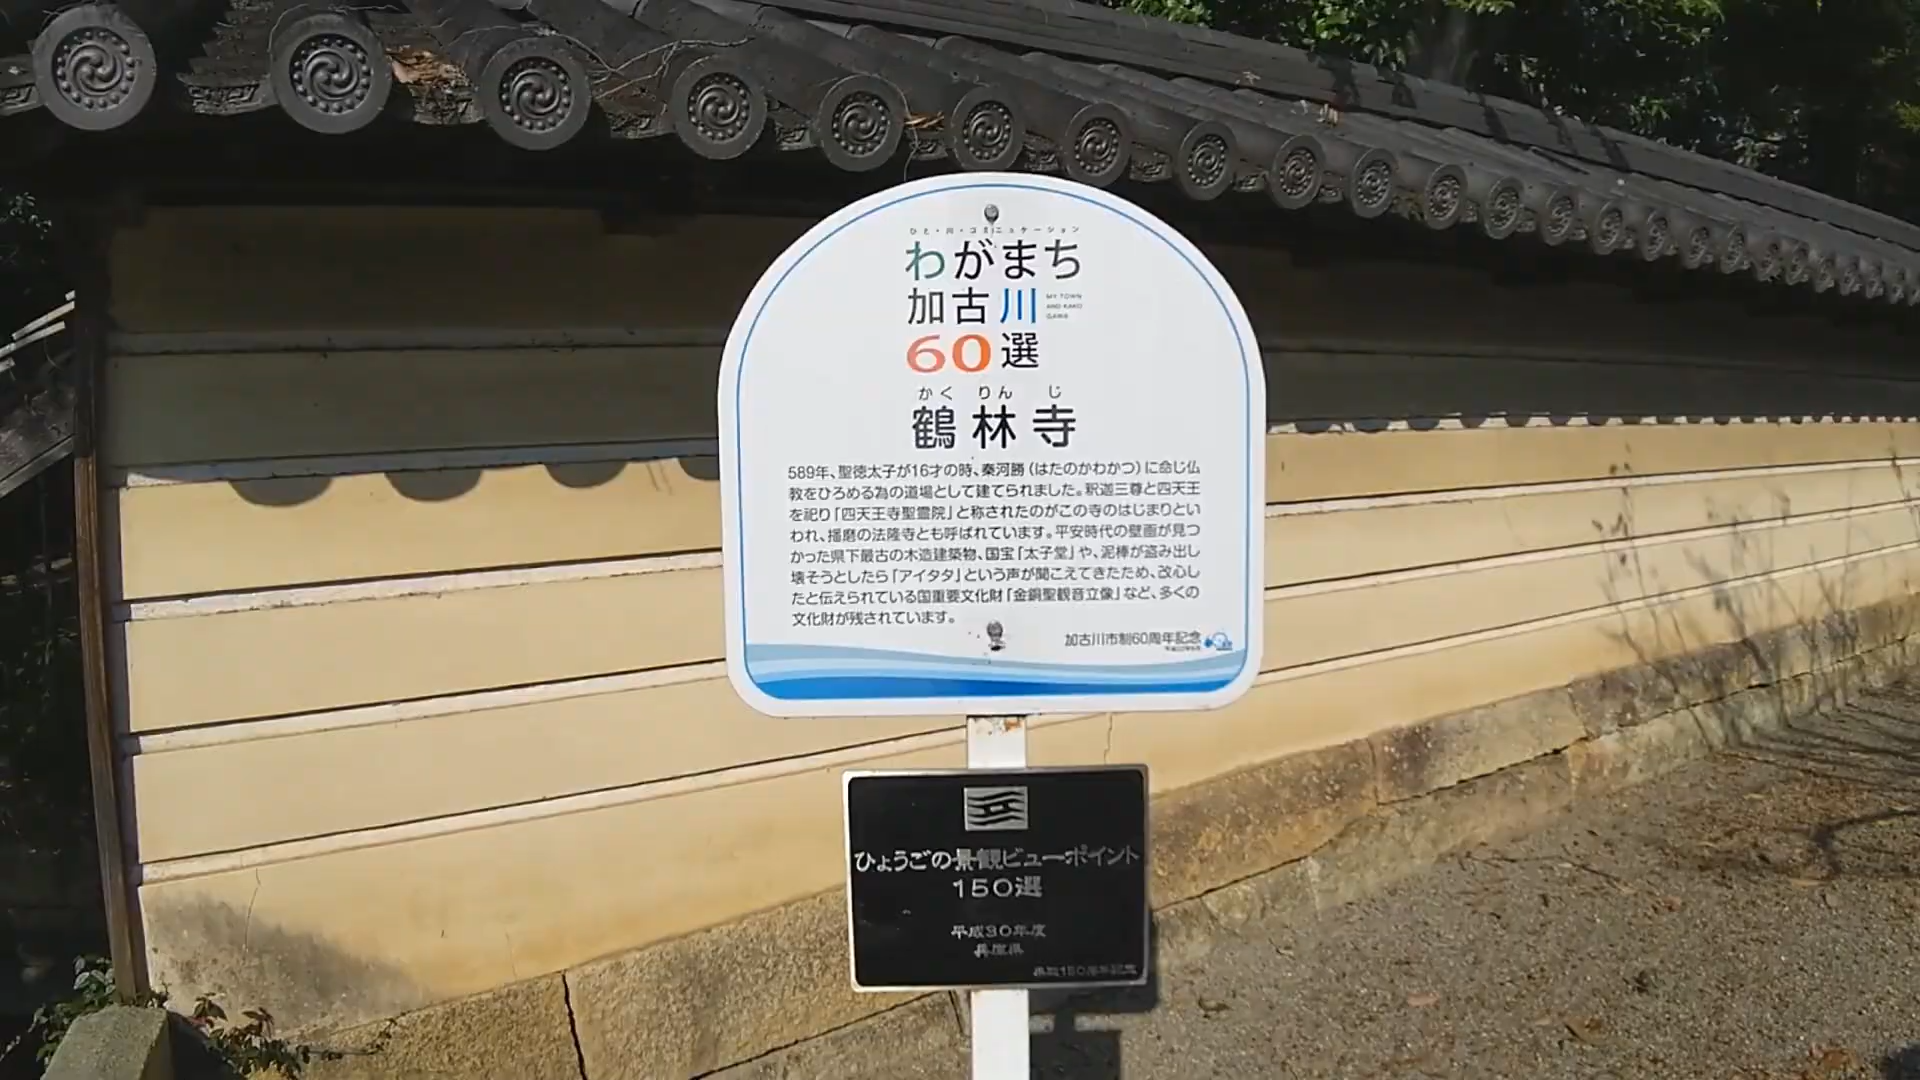 ひと・川・コミュニケーション
わがまち
加古川
MY TOWN
AND KAKO
GAWA
60選
かくりんじ
鶴林寺
589年、聖徳太子が16才の時、秦河勝（はたのかわかつ）に命じ仏
教をひろめる為の道場として建てられました。釈迦三尊と四天王
を祀り「四天王寺聖霊院」と称されたのがこの寺のはじまりとい
われ、播磨の法隆寺とも呼ばれています。平安時代の壁画が見つ
かった県下最古の木造建築物、国宝「太子堂」や、泥棒が盗み出し
壊そうとしたら「アイタタ」という声が聞こえてきたため、改心し
たと伝えられている国重要文化財「金銅聖観音立像」など、多くの
文化財が残されています。
加古川市制60周年記念
ひょうごの景観ビューポイント
150選
平成30年度
兵庫県
県政150周年記念